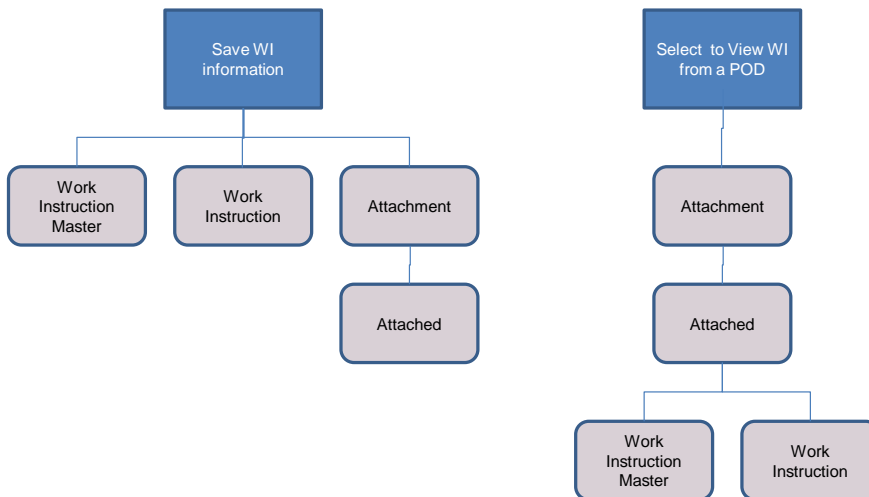 Save WI
information
Select to View WI
from a POD
Work
Instruction
Master
Work
Instruction
Attachment
Attachment
Attached
Attached
Work
Instruction
Master
Work
Instruction